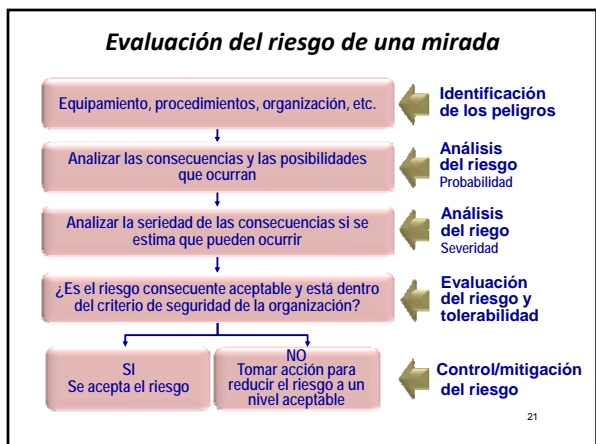 Evaluación del riesgo de una mirada
Equipamiento, procedimientos, organización, etc.
Identificación
de los peligros
Analizar las consecuencias y las posibilidades
que ocurran
Análisis
del riesgo
Probabilidad
Analizar la seriedad de las consecuencias si se
estima que pueden ocurrir
Análisis
del riego
Severidad
¿Es el riesgo consecuente aceptable y está dentro
del criterio de seguridad de la organización?
Evaluación
del riesgo y
tolerabilidad
SI
Se acepta el riesgo
NO
Tomar acción para
reducir el riesgo a un
nivel aceptable
Control/mitigación
del riesgo
21